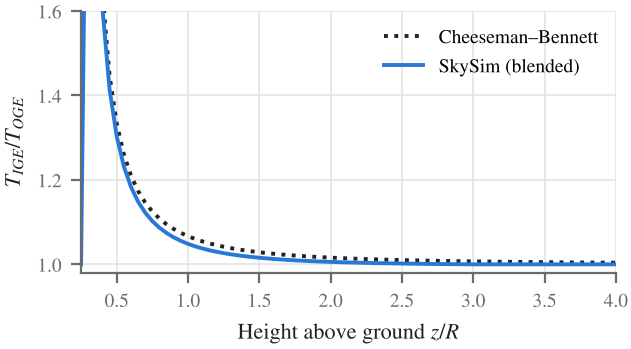 1.6
1.4
1.2
1.0
T_IGE/T_OGE
Cheeseman–Bennett
SkySim (blended)
0.5 1.0 1.5 2.0 2.5 3.0 3.5 4.0
Height above ground z/R